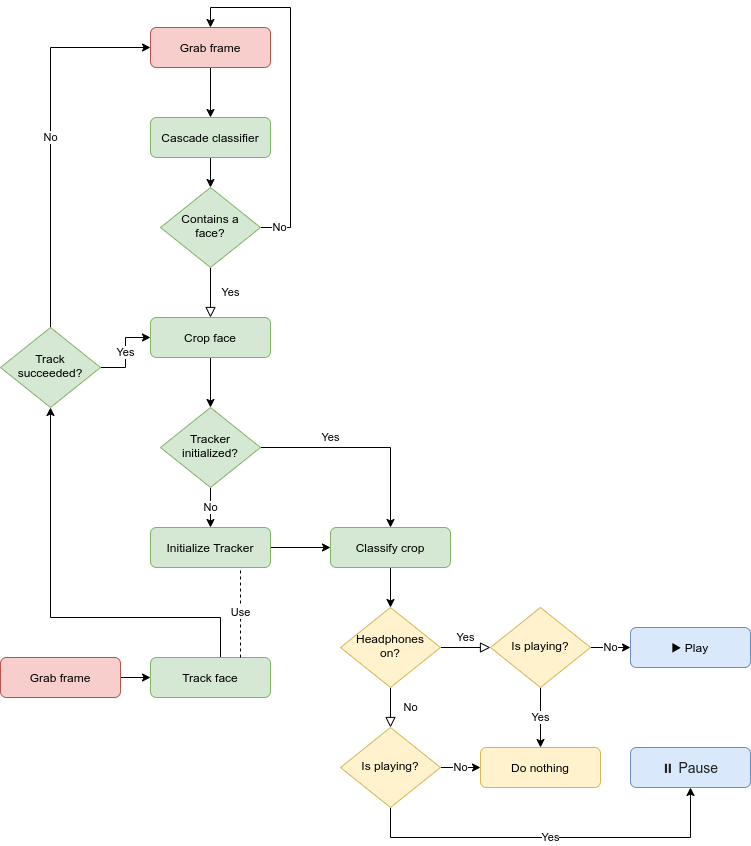 Grab frame
No
Cascade classifier
Contains a
face?
No
Yes
Crop face
Track
succeeded?
Yes
Tracker
initialized?
Yes
No
Initialize Tracker
Classify crop
Use
Headphones
on?
Yes
Is playing?
No
▶ Play
Grab frame
Track face
No
Yes
Is playing?
No
Do nothing
⏸ Pause
Yes